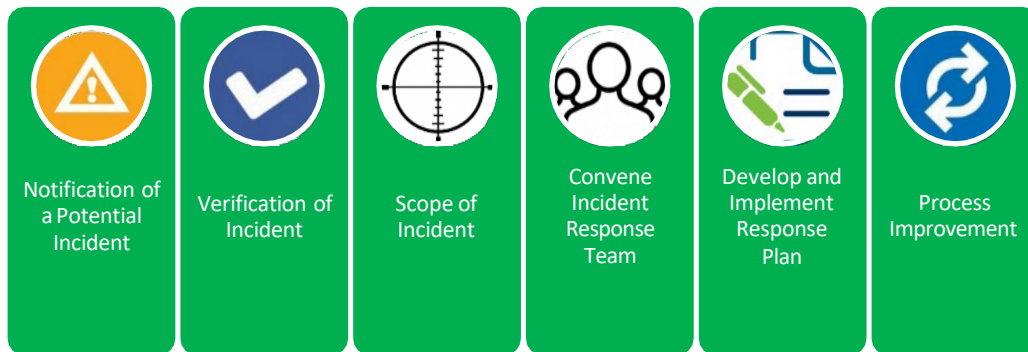 Notification of
a Potential
Incident
Verification of
Incident
Scope of
Incident
Convene
Incident
Response
Team
Develop and
Implement
Response
Plan
Process
Improvement